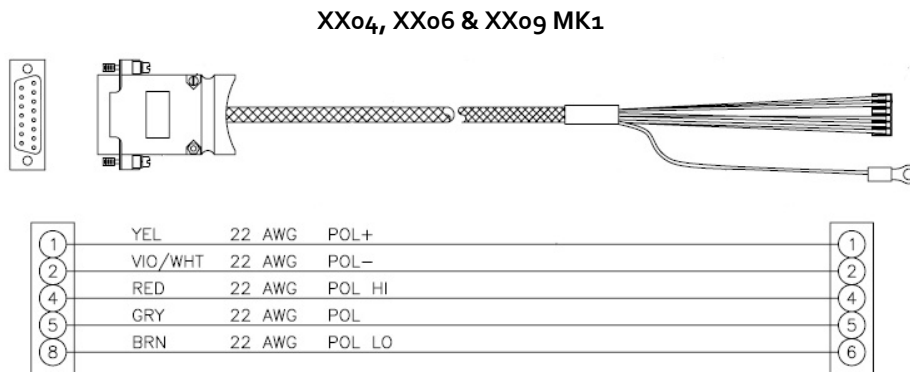 XX04, XX06 & XX09 MK1
1 YEL 22 AWG POL+ 1
2 VIO/WHT 22 AWG POL− 2
4 RED 22 AWG POL HI 4
5 GRY 22 AWG POL 5
8 BRN 22 AWG POL LO 6